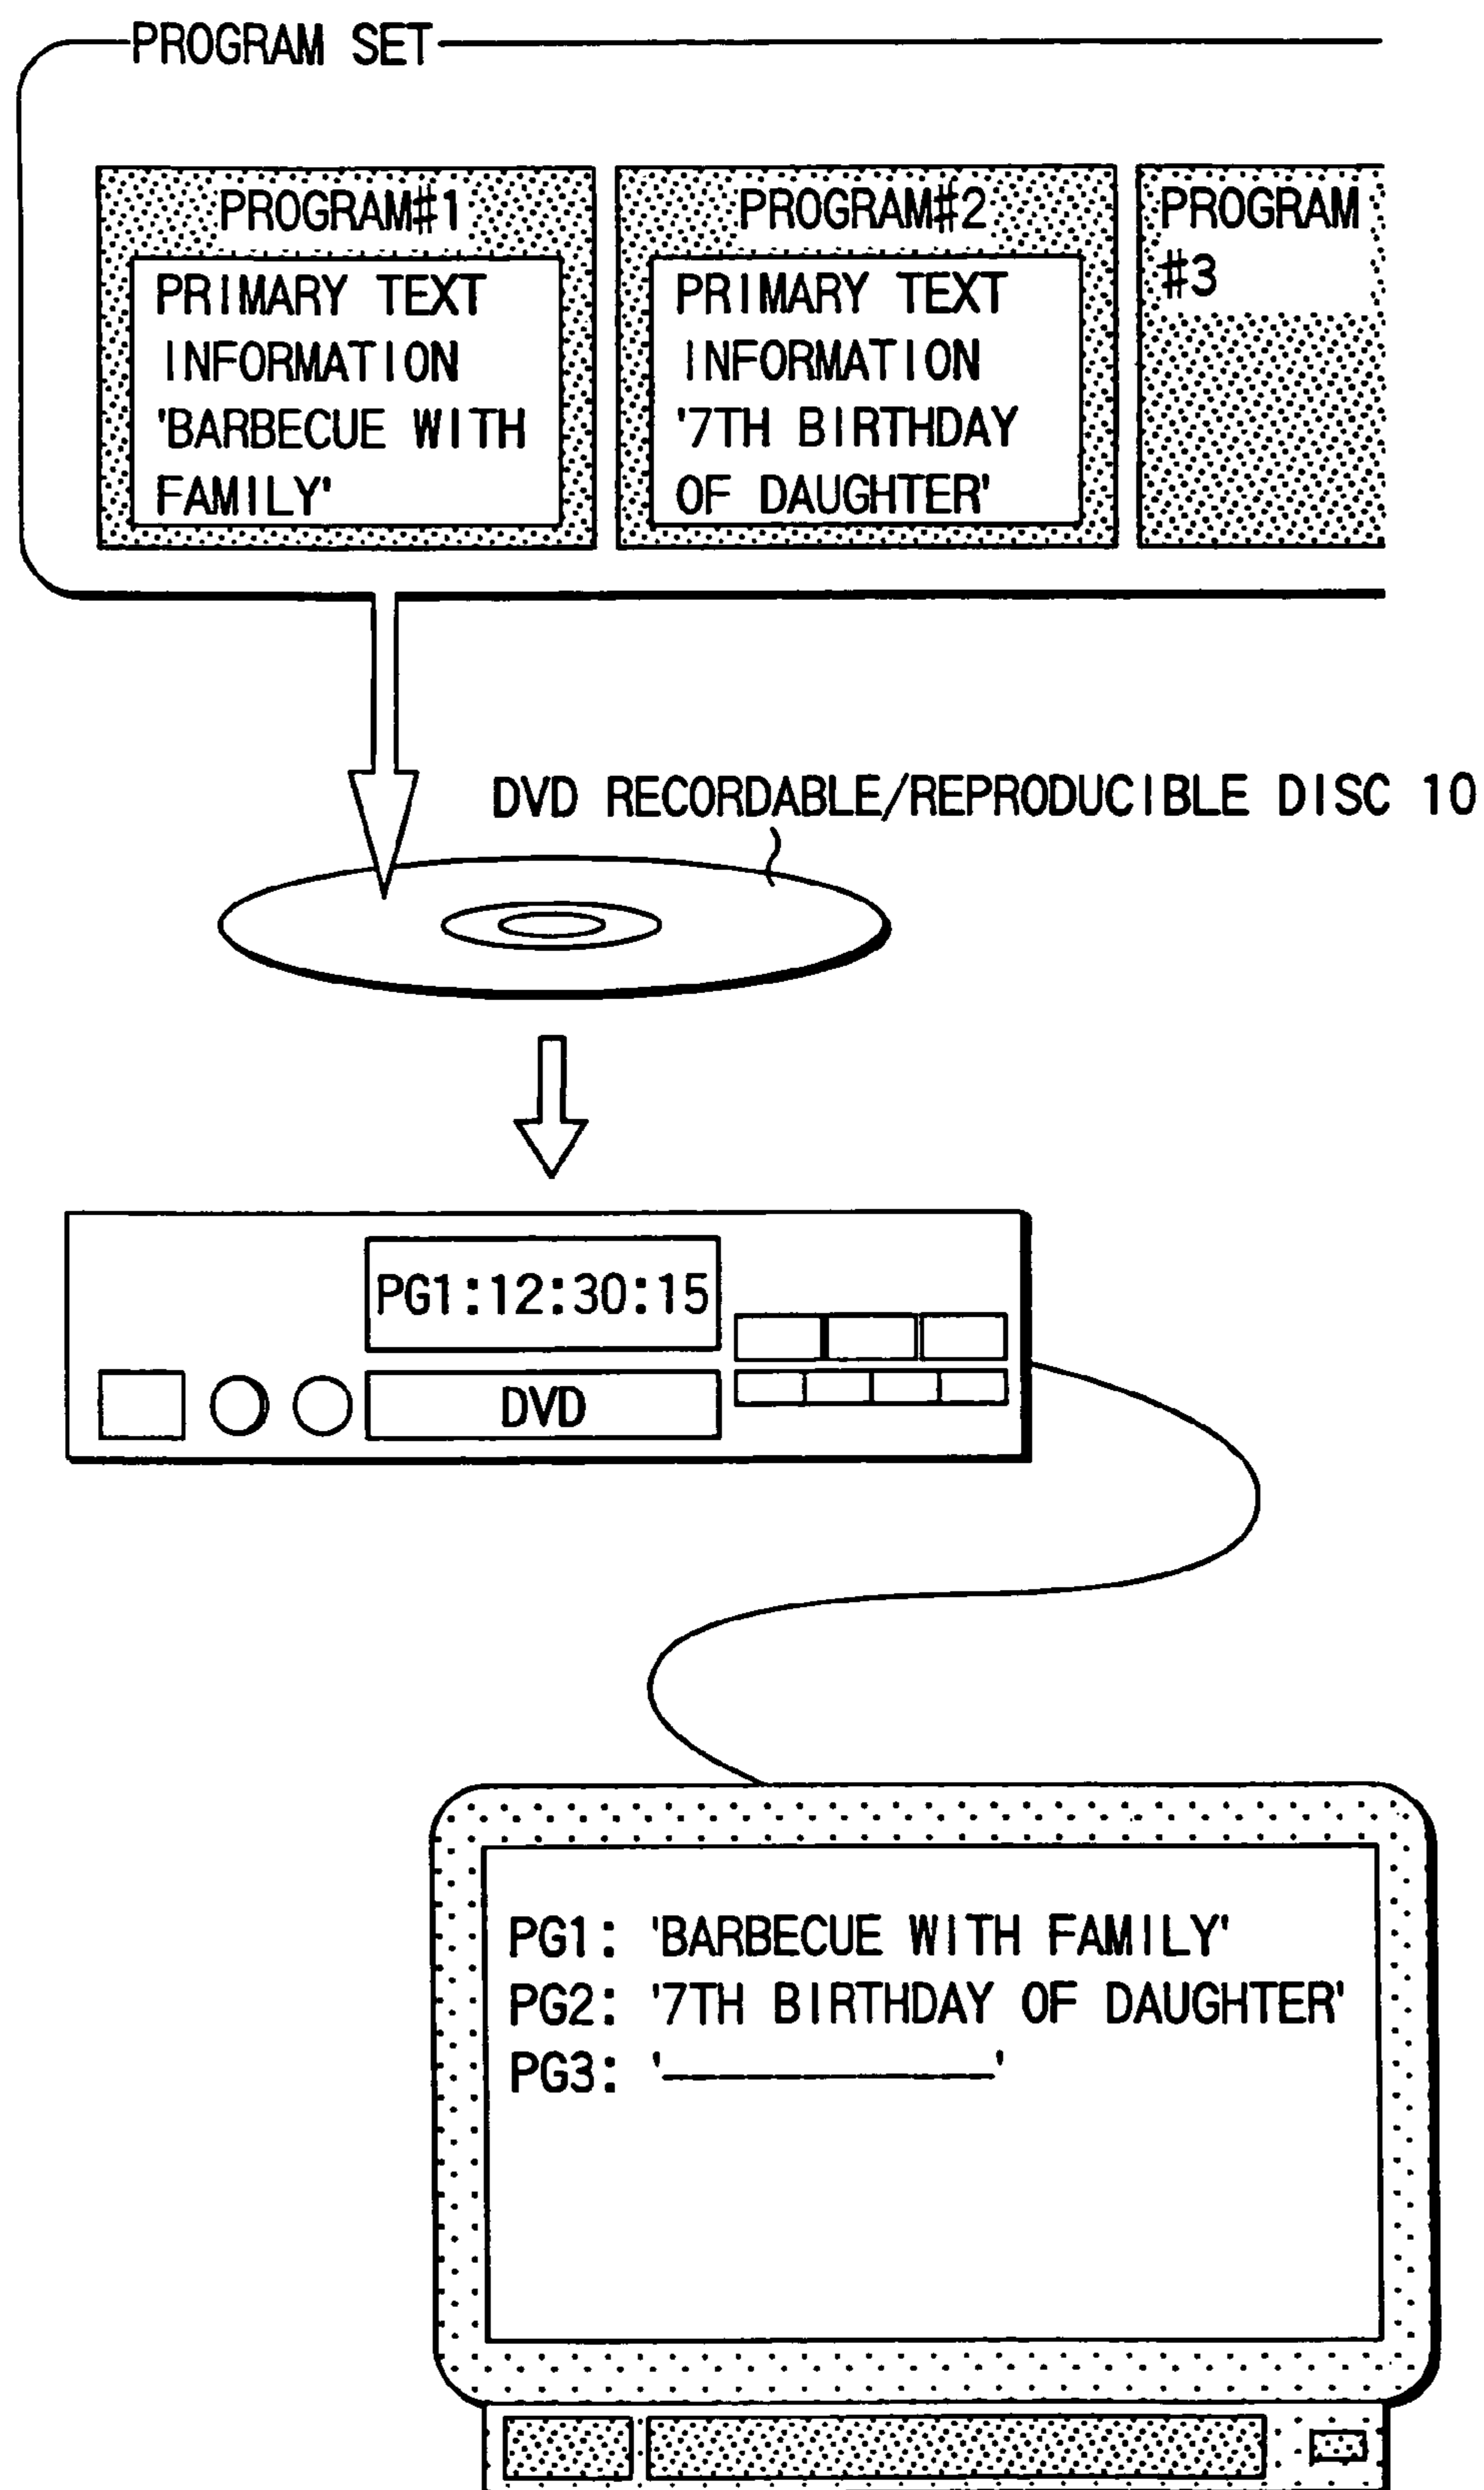 PROGRAM SET
PROGRAM#1
PRIMARY TEXT
INFORMATION
'BARBECUE WITH
FAMILY'
PROGRAM#2
PRIMARY TEXT
INFORMATION
'7TH BIRTHDAY
OF DAUGHTER'
PROGRAM
#3
DVD RECORDABLE/REPRODUCIBLE DISC 10
PG1:12:30:15
DVD
PG1: 'BARBECUE WITH FAMILY'
PG2: '7TH BIRTHDAY OF DAUGHTER'
PG3: '__________'